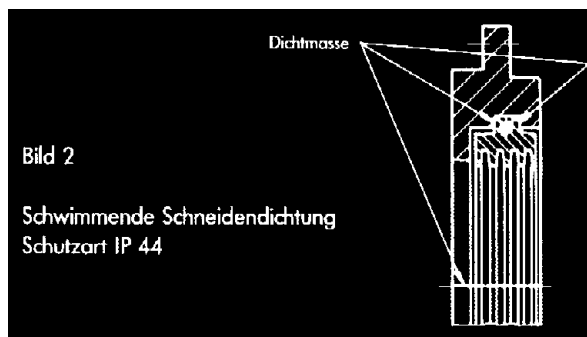 Dichtmasse
Bild 2
Schwimmende Schneidendichtung
Schutzart IP 44